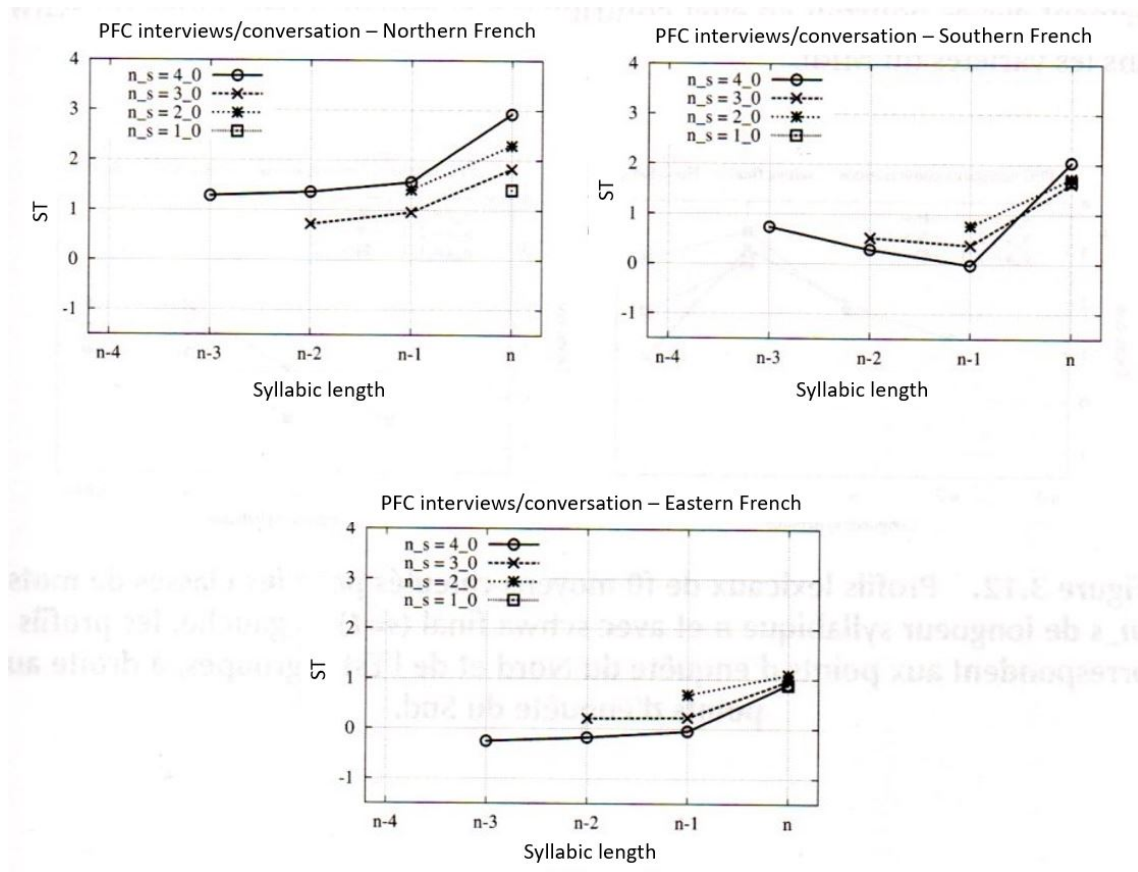 PFC interviews/conversation – Northern French
4
3
2
1
0
-1
ST
n_s = 4_0
n_s = 3_0
n_s = 2_0
n_s = 1_0
n-4 n-3 n-2 n-1 n
Syllabic length
PFC interviews/conversation – Southern French
4
3
2
1
0
-1
ST
n_s = 4_0
n_s = 3_0
n_s = 2_0
n_s = 1_0
n-4 n-3 n-2 n-1 n
Syllabic length
PFC interviews/conversation – Eastern French
4
3
2
1
0
-1
ST
n_s = 4_0
n_s = 3_0
n_s = 2_0
n_s = 1_0
n-4 n-3 n-2 n-1 n
Syllabic length